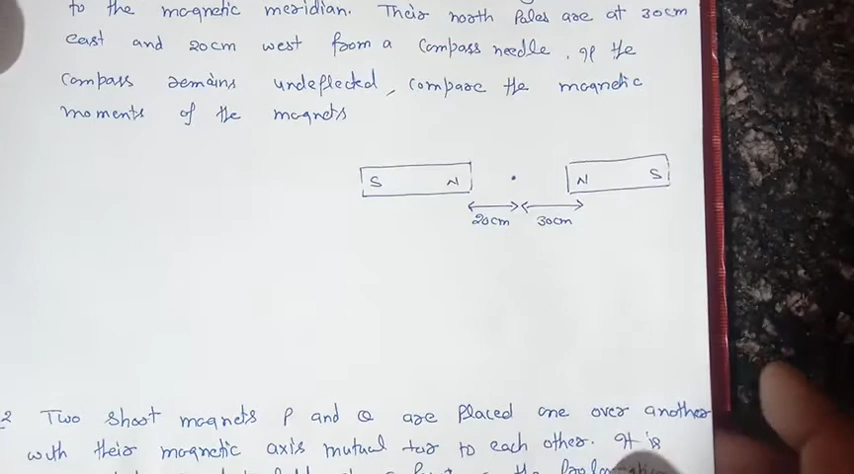 to the magnetic meridian. Their north Poles are at 30cm
east and 20cm west from a compass needle. If the
compass remains undeflected, compare the magnetic
moments of the magnets
S N . N S
20cm 30cm
2 Two short magnets P and Q are placed one over another
with their magnetic axis mutual to each other. It is